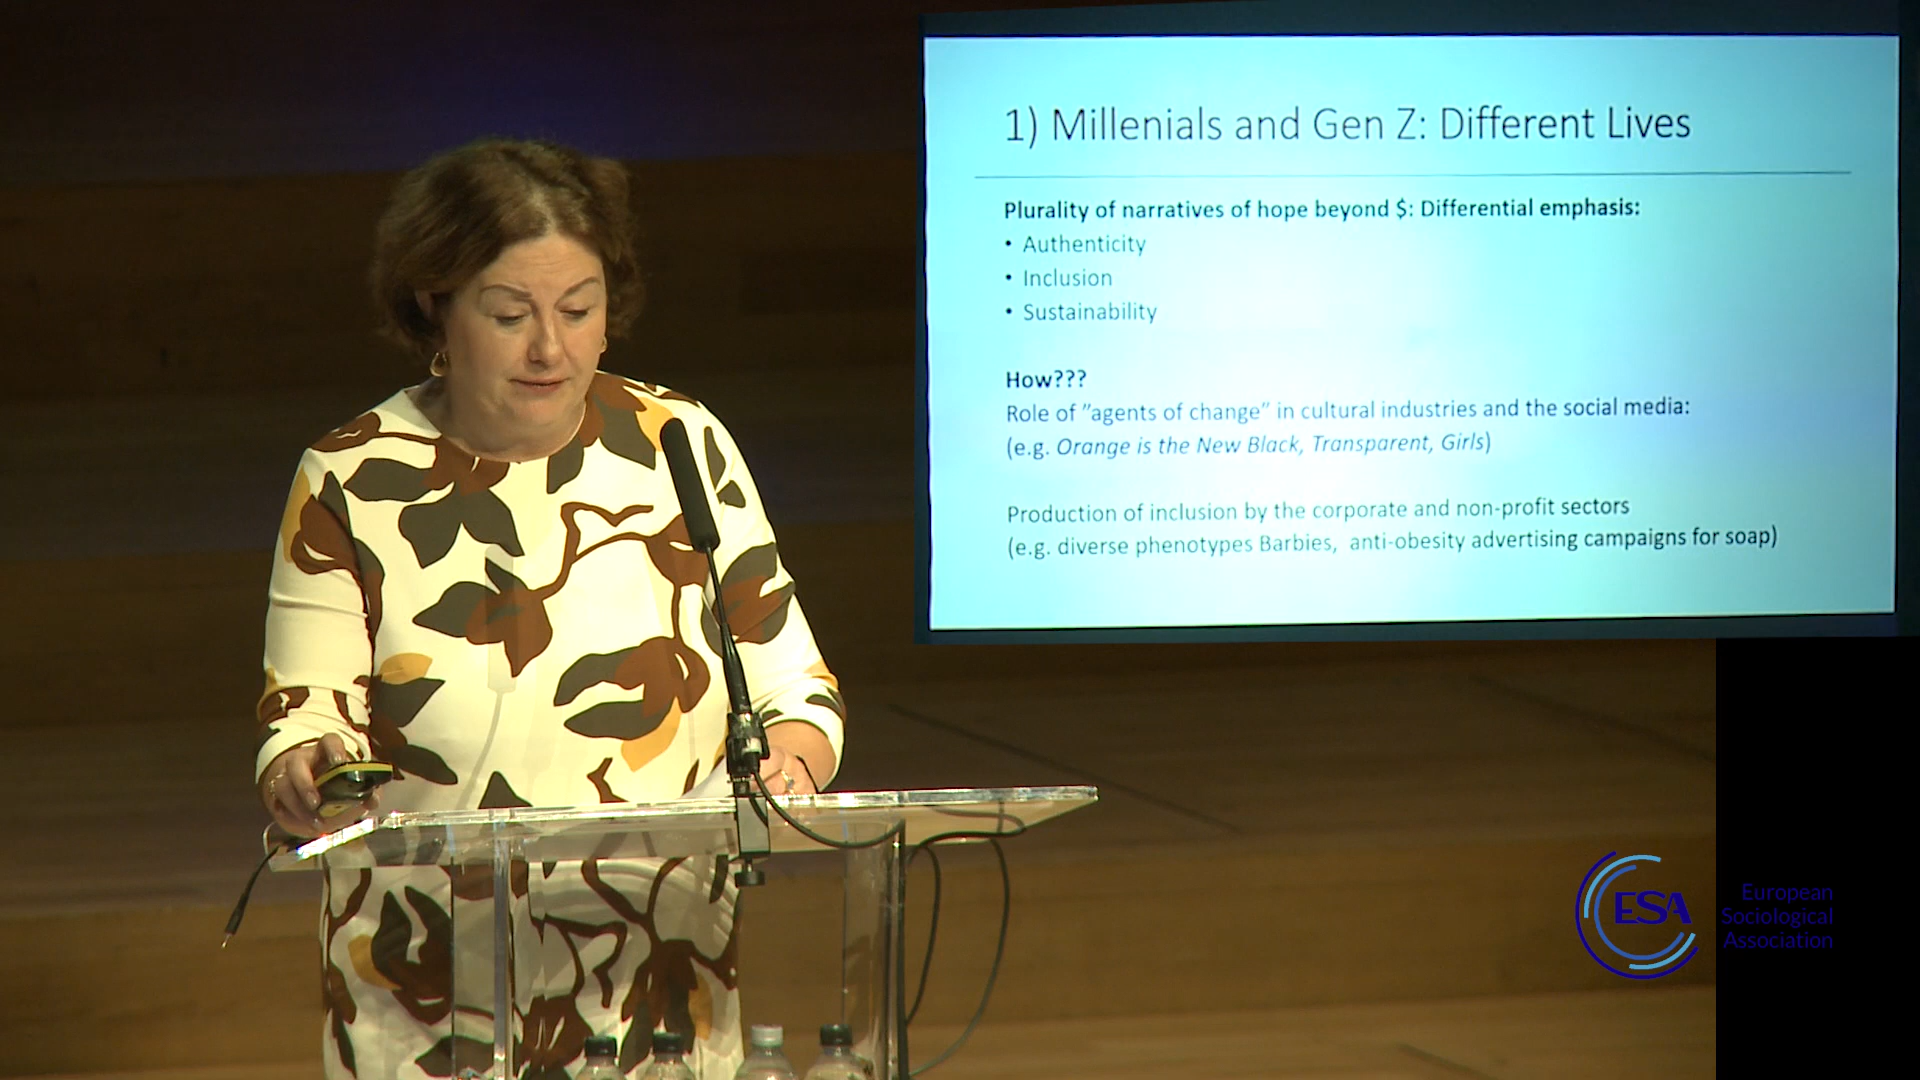 1) Millenials and Gen Z: Different Lives
Plurality of narratives of hope beyond $: Differential emphasis:
• Authenticity
• Inclusion
• Sustainability
How???
Role of ”agents of change” in cultural industries and the social media:
(e.g. Orange is the New Black, Transparent, Girls)
Production of inclusion by the corporate and non-profit sectors
(e.g. diverse phenotypes Barbies,  anti-obesity advertising campaigns for soap)
ESA
European
Sociological
Association